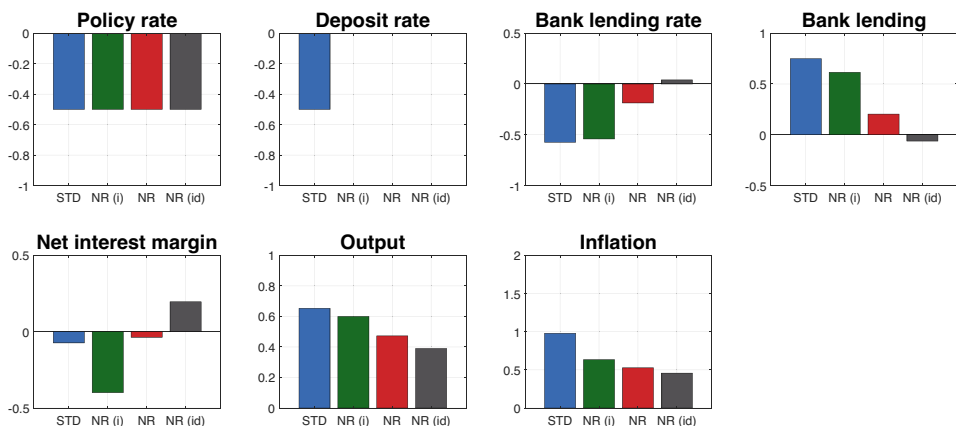 Policy rate
0
-0.2
-0.4
-0.6
-0.8
-1
STD NR (i) NR NR (id)
Deposit rate
0
-0.2
-0.4
-0.6
-0.8
-1
STD NR (i) NR NR (id)
Bank lending rate
0.5
0
-0.5
-1
STD NR (i) NR NR (id)
Bank lending
1
0.5
0
-0.5
STD NR (i) NR NR (id)
Net interest margin
0.5
0
-0.5
STD NR (i) NR NR (id)
Output
1
0.8
0.6
0.4
0.2
0
STD NR (i) NR NR (id)
Inflation
2
1.5
1
0.5
0
STD NR (i) NR NR (id)